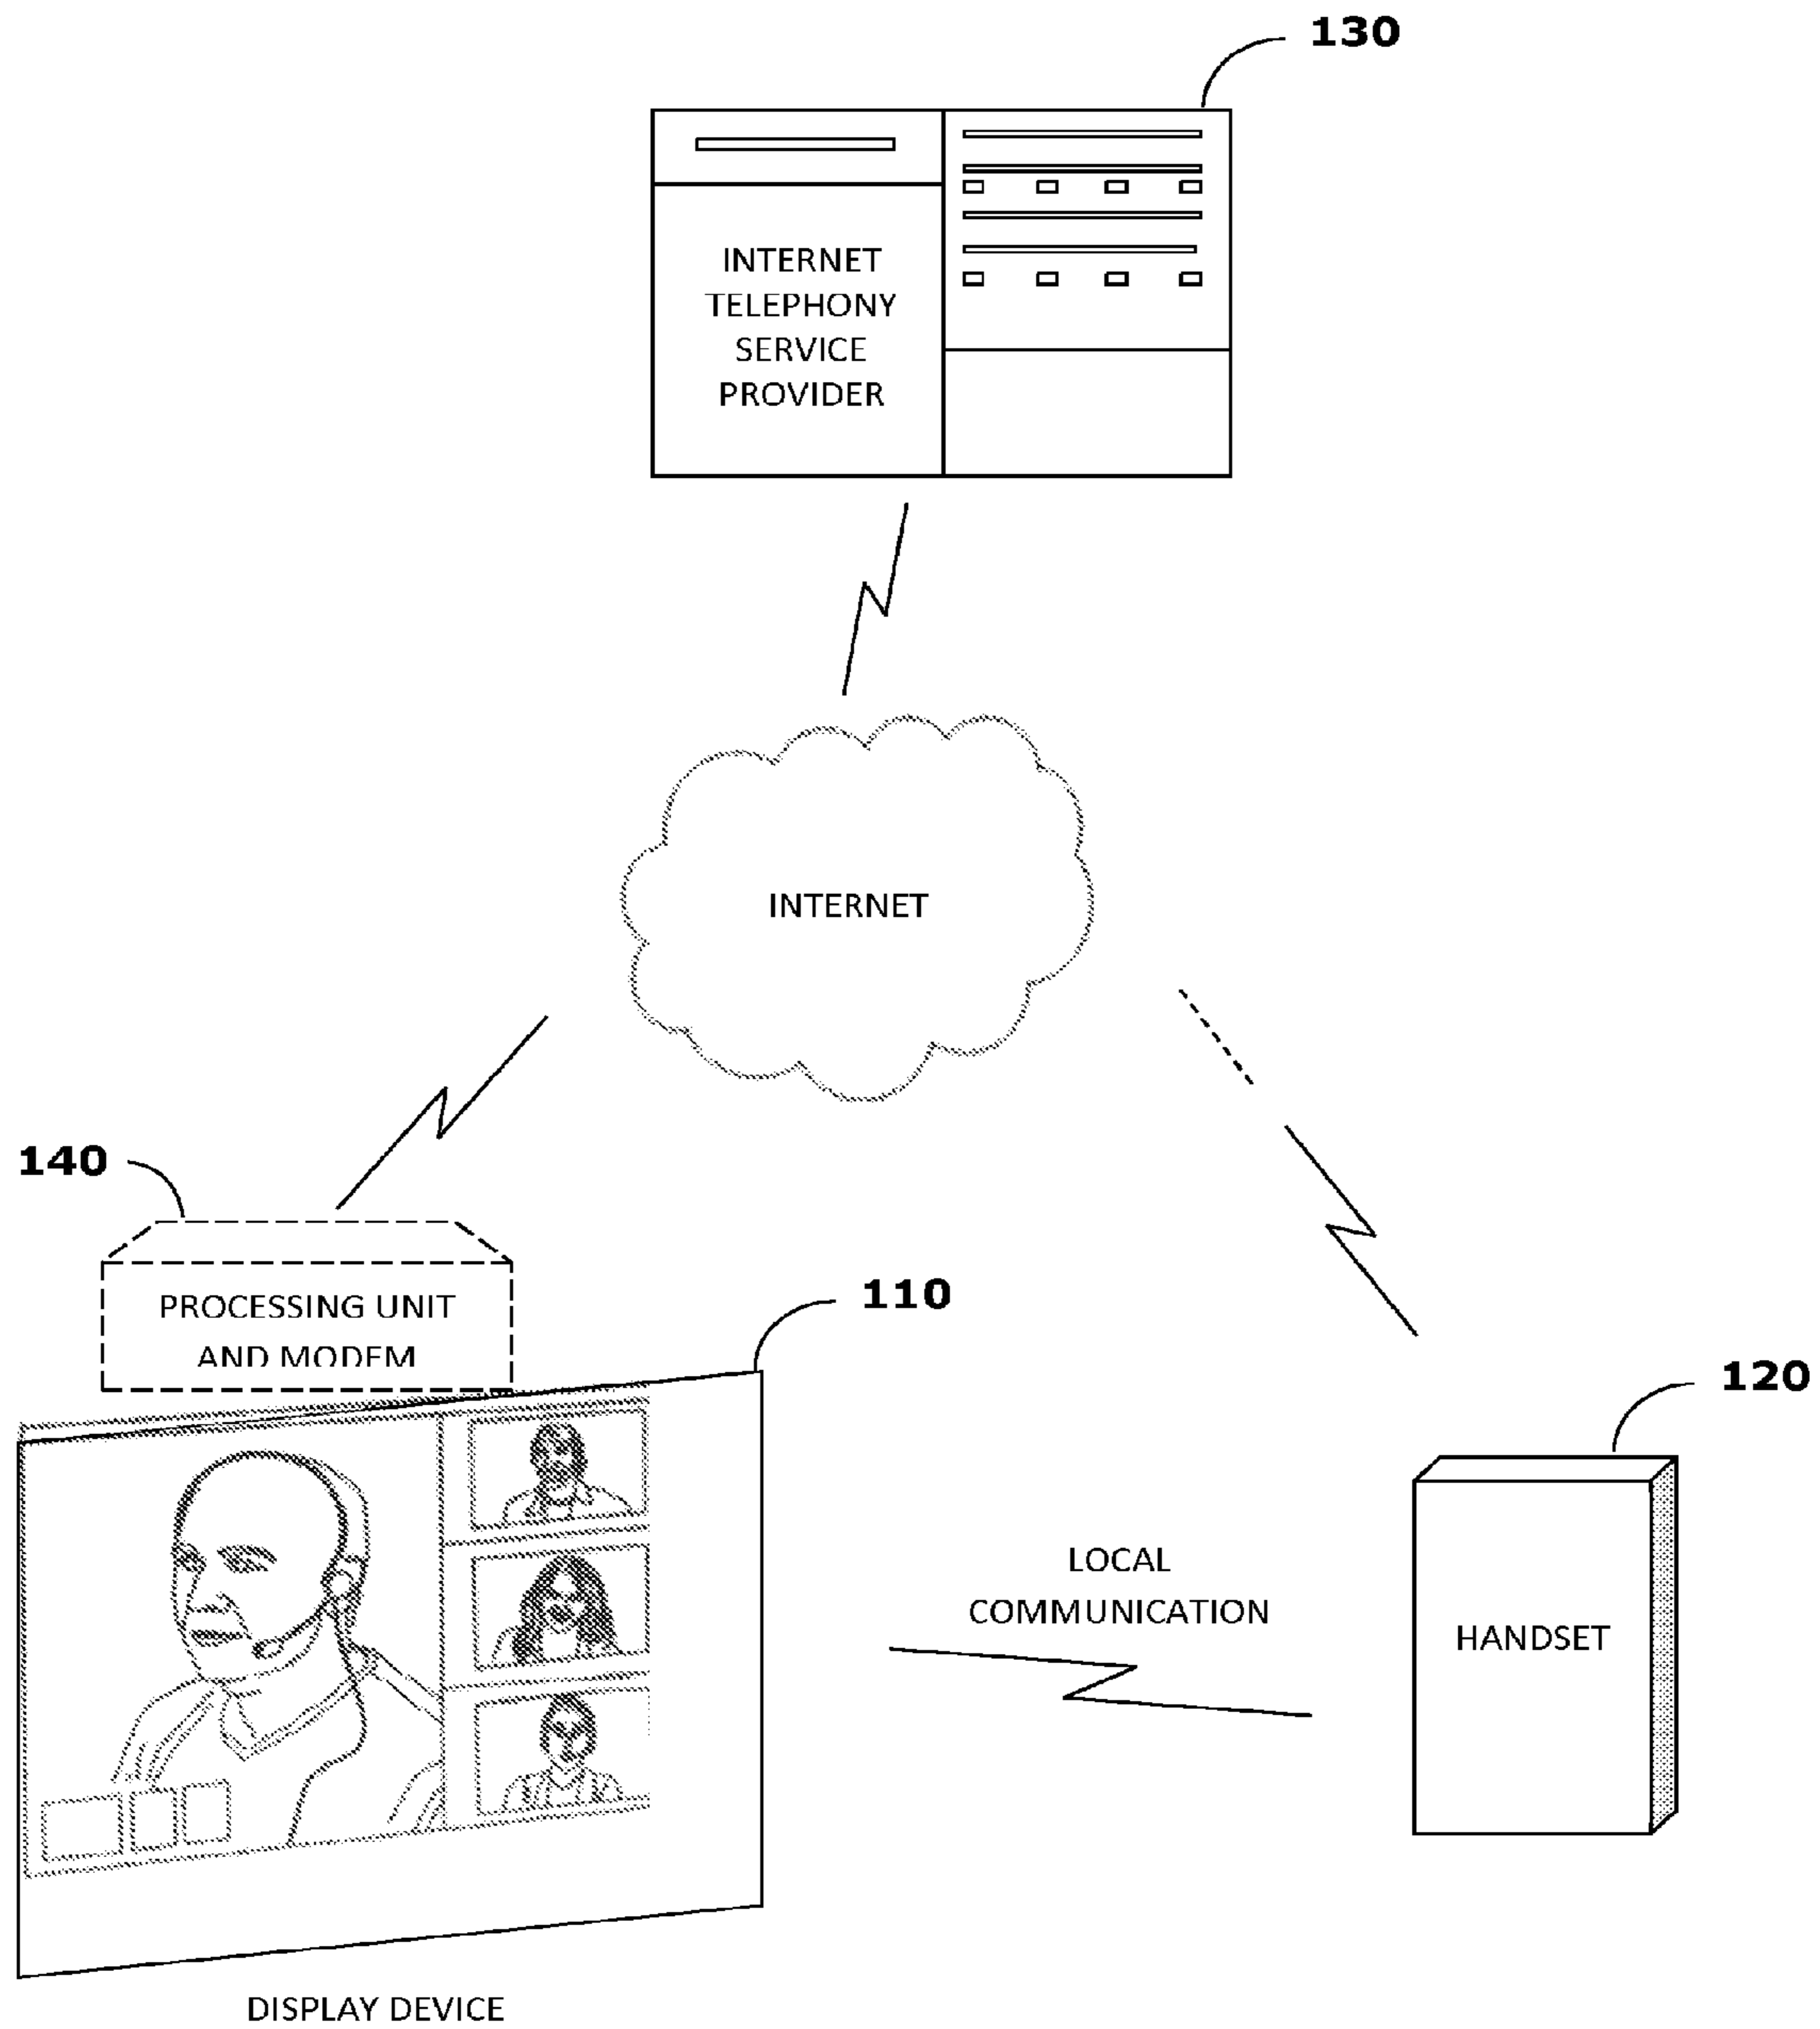 130
INTERNET
TELEPHONY
SERVICE
PROVIDER
INTERNET
140
PROCESSING UNIT
AND MODEM
110
120
LOCAL
COMMUNICATION
HANDSET
DISPLAY DEVICE